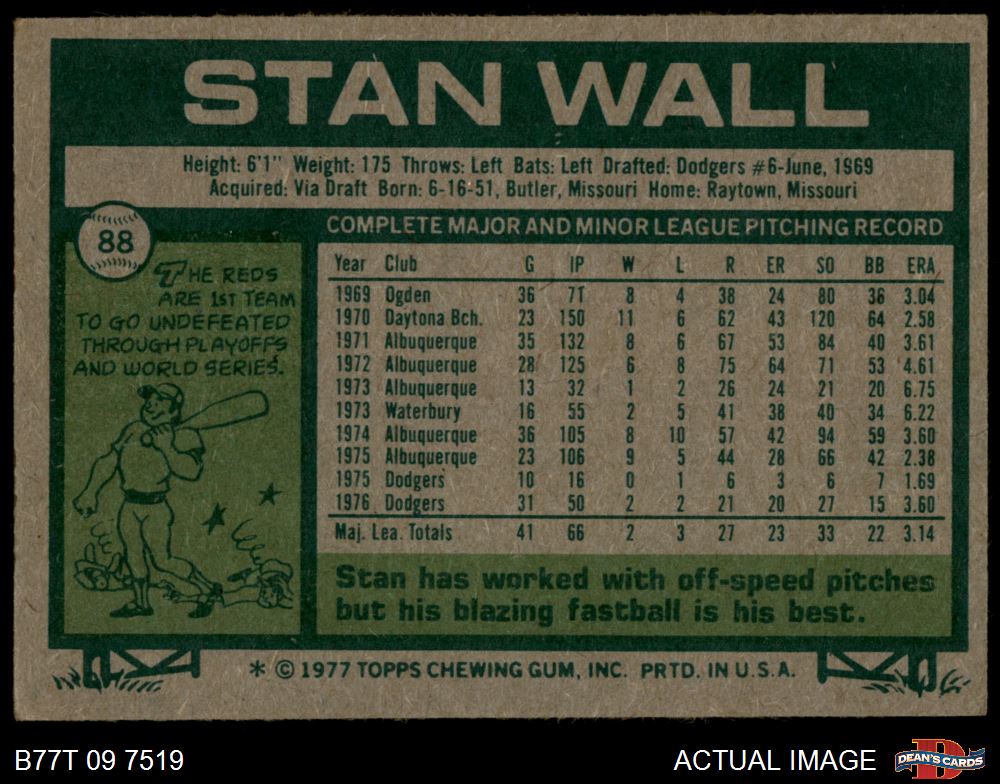 STAN WALL
Height: 6'1" Weight: 175 Throws: Left Bats: Left Drafted: Dodgers #6-June, 1969
Acquired: Via Draft Born: 6-16-51, Butler, Missouri Home: Raytown, Missouri
88
THE REDS
ARE 1ST TEAM
TO GO UNDEFEATED
THROUGH PLAYOFFS
AND WORLD SERIES.
COMPLETE MAJOR AND MINOR LEAGUE PITCHING RECORD
Year Club G IP W L R ER SO BB ERA
1969 Ogden 36 71 8 4 38 24 80 36 3.04
1970 Daytona Bch. 23 150 11 6 62 43 120 64 2.58
1971 Albuquerque 35 132 8 6 67 53 84 40 3.61
1972 Albuquerque 28 125 6 8 75 64 71 53 4.61
1973 Albuquerque 13 32 1 2 26 24 21 20 6.75
1973 Waterbury 16 55 2 5 41 38 40 34 6.22
1974 Albuquerque 36 105 8 10 57 42 94 59 3.60
1975 Albuquerque 23 106 9 5 44 28 66 42 2.38
1975 Dodgers 10 16 0 1 6 3 6 7 1.69
1976 Dodgers 31 50 2 2 21 20 27 15 3.60
Maj. Lea. Totals 41 66 2 3 27 23 33 22 3.14
Stan has worked with off-speed pitches
but his blazing fastball is his best.
* © 1977 TOPPS CHEWING GUM, INC. PRTD. IN U.S.A.
B77T 09 7519
ACTUAL IMAGE
DEAN'S CARDS